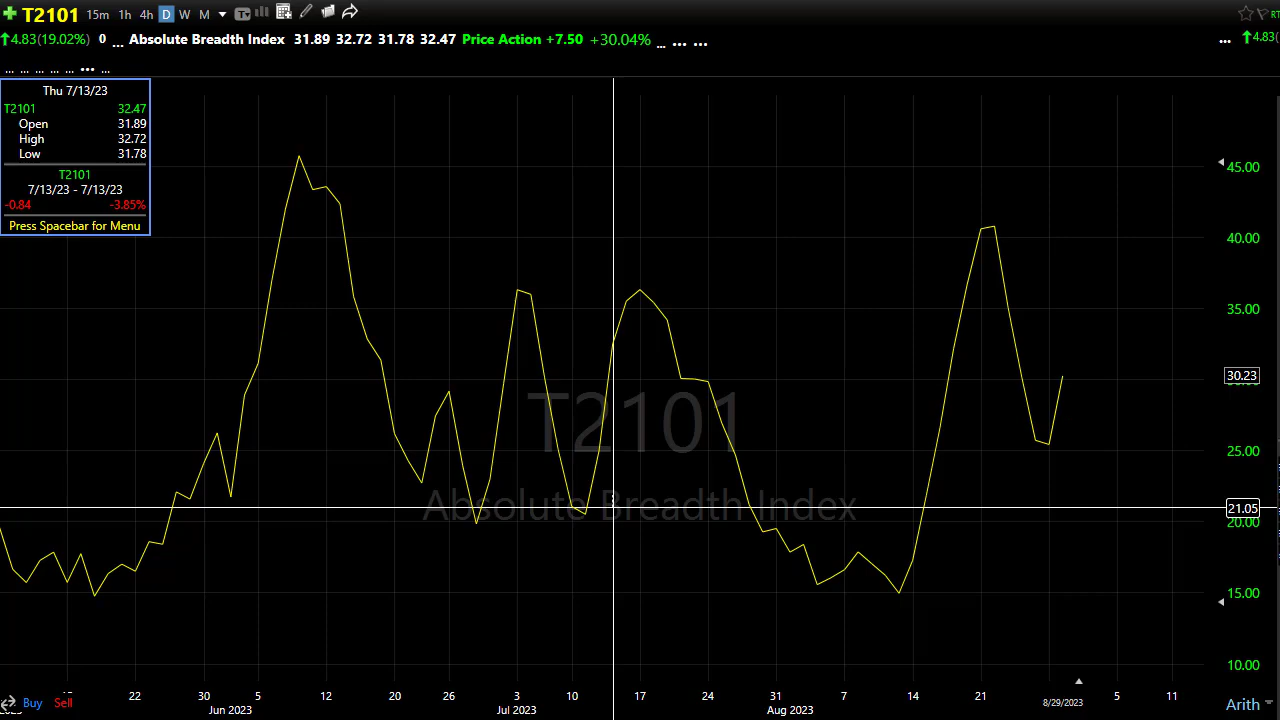 T2101 15m 1h 4h D W M T RT
4.83(19.02%) 0 ... Absolute Breadth Index 31.89 32.72 31.78 32.47 Price Action +7.50 +30.04% ... ... ... ... 4.83(
... ... ... ... ... ... ...
Thu 7/13/23
T2101 32.47
Open 31.89
High 32.72
Low 31.78
T2101
7/13/23 - 7/13/23
-0.84 -3.85%
Press Spacebar for Menu
45.00
40.00
35.00
30.23
T2101
25.00
Absolute Breadth Index
21.05
20.00
15.00
10.00
22 30 5 12 20 26 3 10 17 24 31 7 14 21 8/29/2023 5 11
Buy Sell Jun 2023 Jul 2023 Aug 2023 Arith